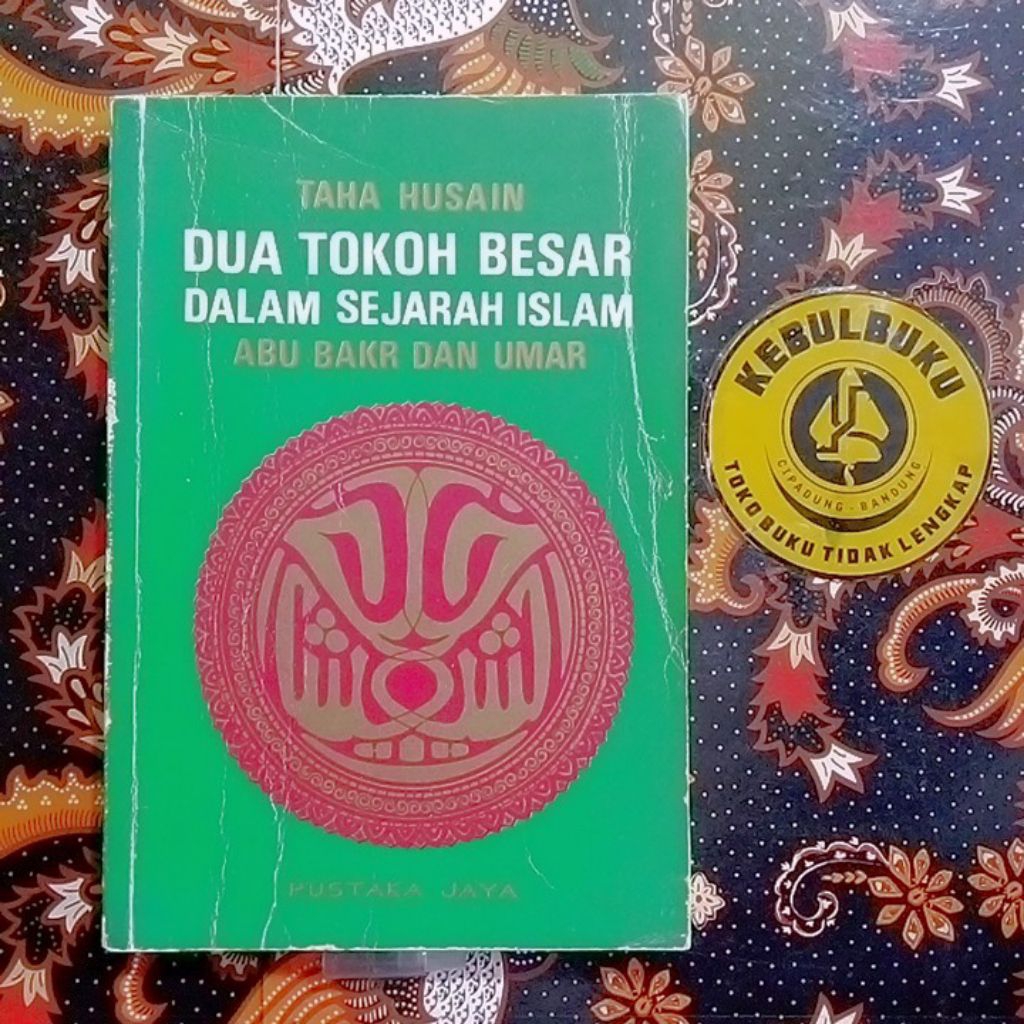 TAHA HUSAIN
DUA TOKOH BESAR
DALAM SEJARAH ISLAM
ABU BAKR DAN UMAR
PUSTAKA JAYA
KEBULBUKU
CIPADUNG - BANDUNG
TOKO BUKU TIDAK LENGKAP